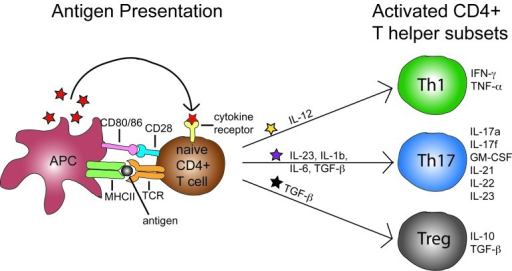 Antigen Presentation
Activated CD4+
T helper subsets
CD80/86
CD28
cytokine
receptor
APC
naive
CD4+
T cell
MHCII
TCR
antigen
IL-12
IL-23, IL-1b,
IL-6, TGF-β
TGF-β
Th1
IFN-γ
TNF-α
Th17
IL-17a
IL-17f
GM-CSF
IL-21
IL-22
IL-23
Treg
IL-10
TGF-β